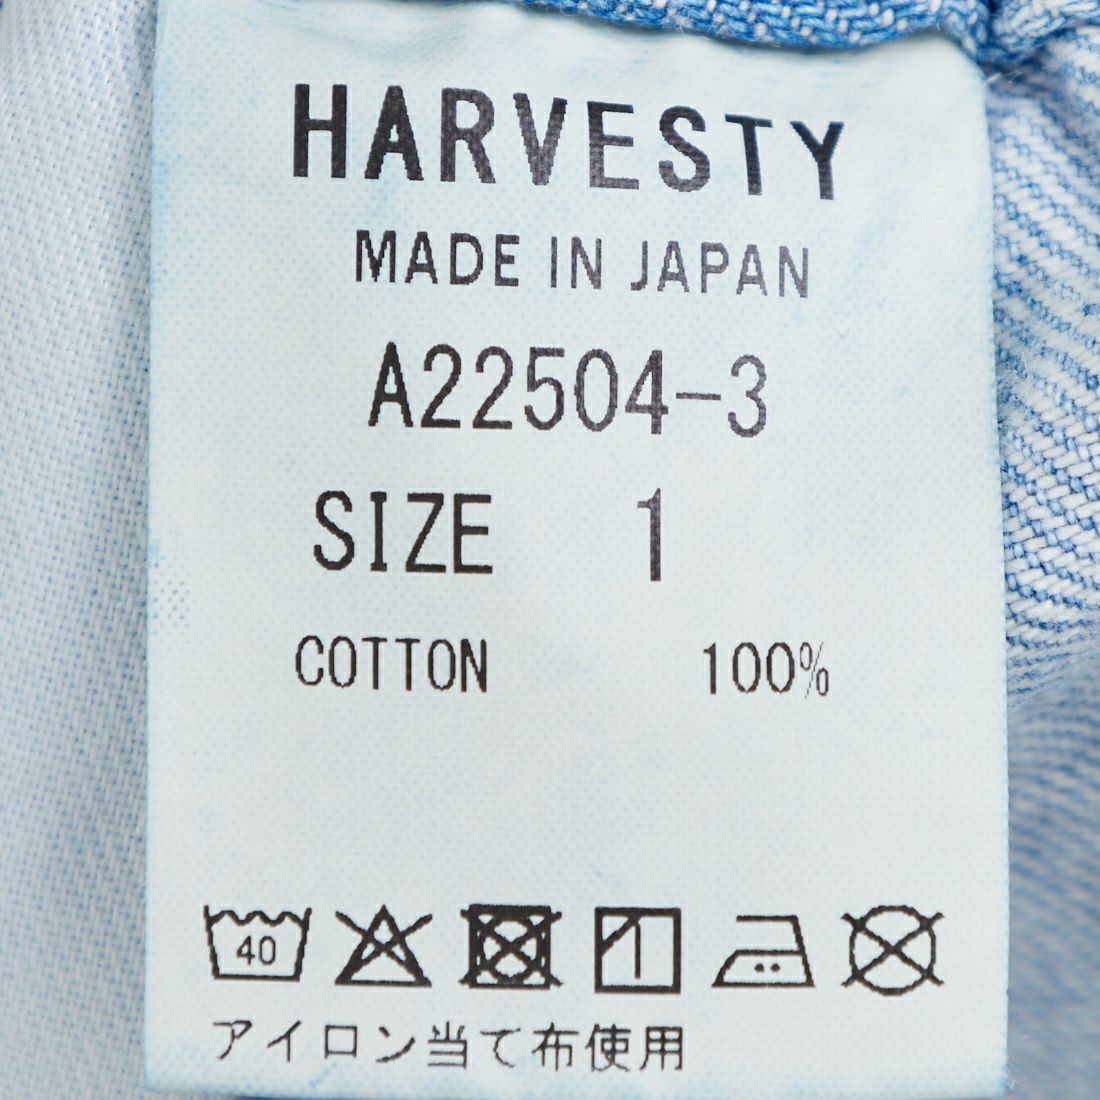 HARVESTY
MADE IN JAPAN
A22504-3
SIZE 1
COTTON 100%
40
アイロン当て布使用